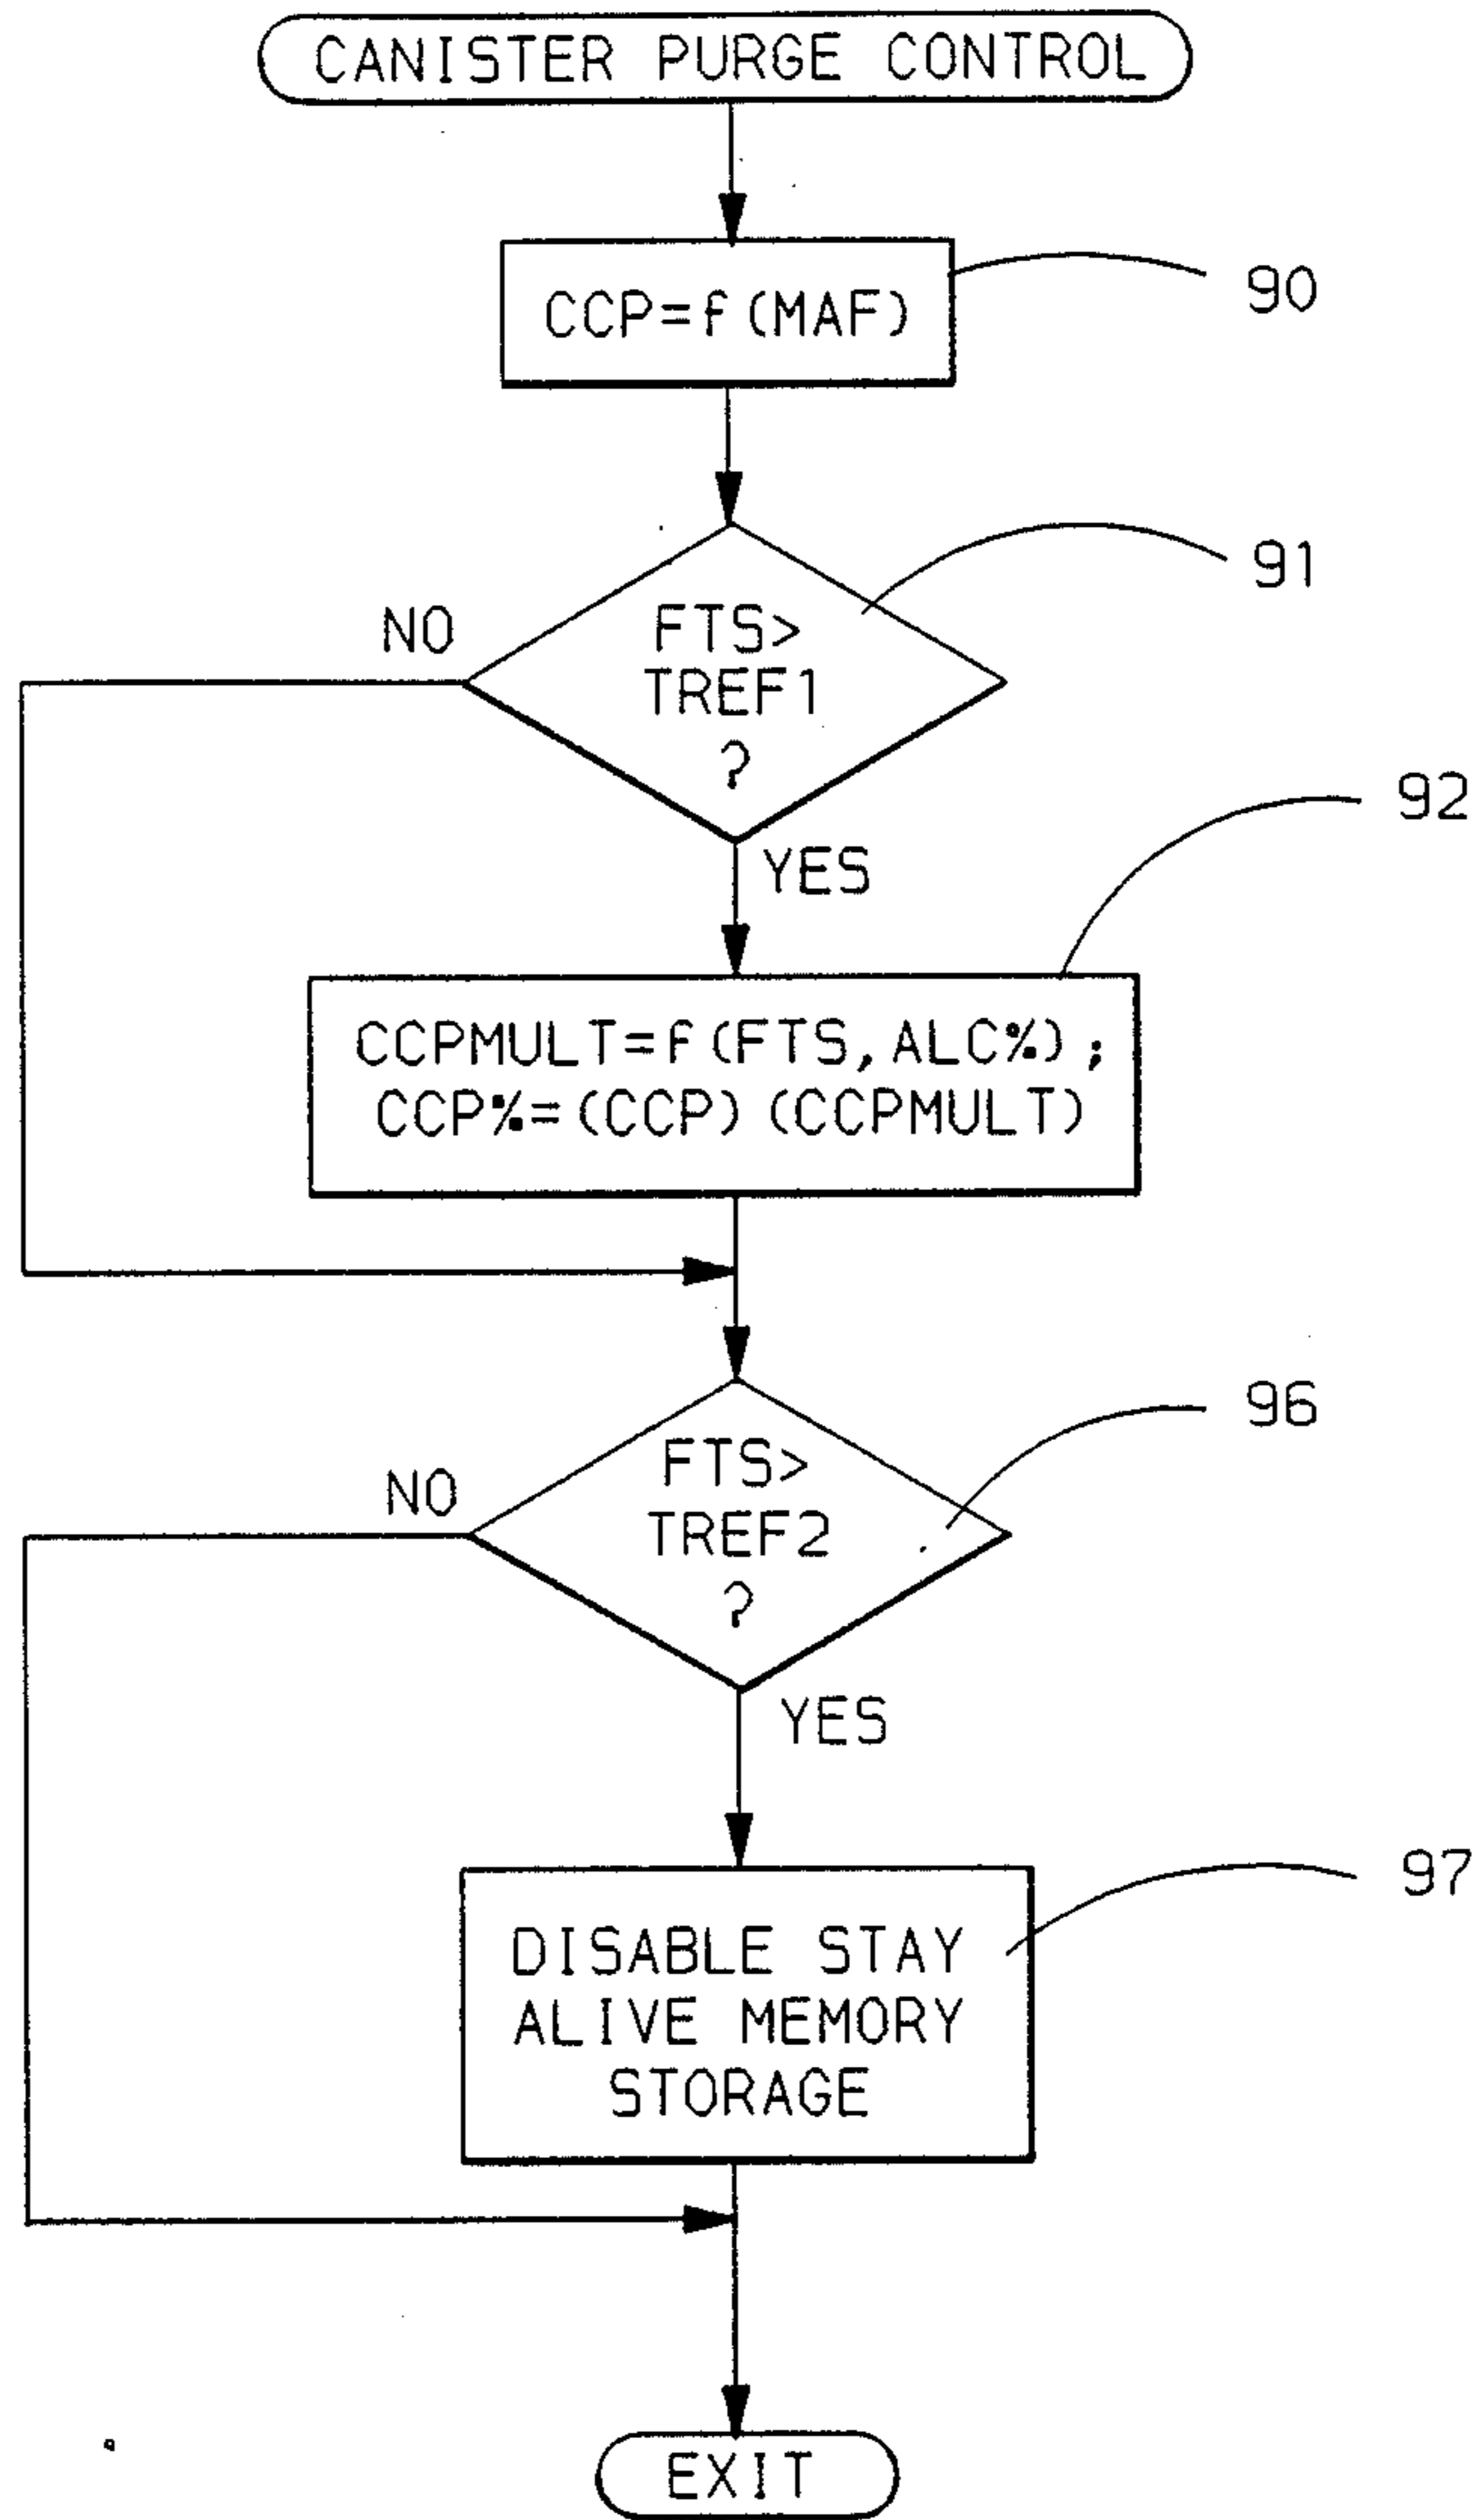 CANISTER PURGE CONTROL
CCP=f(MAF)
90
91
NO
FTS>
TREF1
?
92
YES
CCPMULT=f(FTS,ALC%);
CCP%=(CCP)(CCPMULT)
96
NO
FTS>
TREF2
?
YES
97
DISABLE STAY
ALIVE MEMORY
STORAGE
EXIT